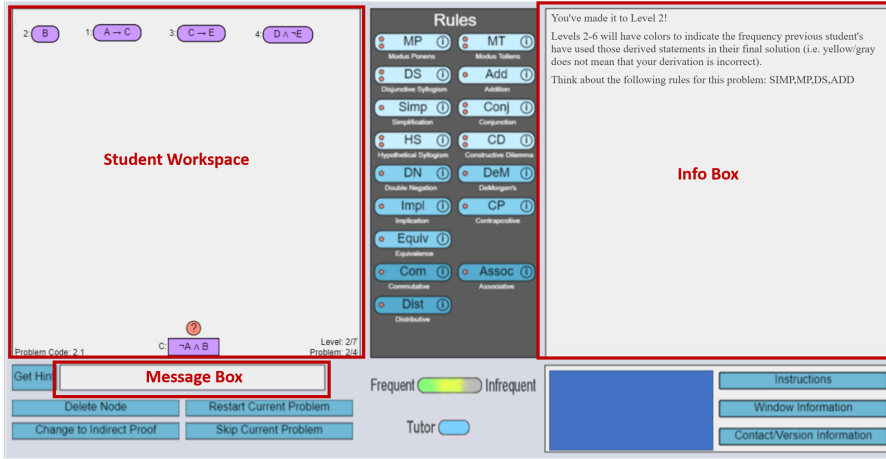 2: B 1: A → C 3: C → E 4: D ∧ ¬E
Student Workspace
?
C: ¬A ∧ B
Problem Code: 2.1
Level: 2/7
Problem: 2/4
Rules
MP i MT i
Modus Ponens Modus Tollens
DS i Add i
Disjunctive Syllogism Addition
Simp i Conj i
Simplification Conjunction
HS i CD i
Hypothetical Syllogism Constructive Dilemma
DN i DeM i
Double Negation DeMorgan's
Impl i CP i
Implication Contrapositive
Equiv i
Equivalence
Com i Assoc i
Commutative Associative
Dist i
Distributive
You've made it to Level 2!
Levels 2-6 will have colors to indicate the frequency previous student's
have used those derived statements in their final solution (i.e. yellow/gray
does not mean that your derivation is incorrect).
Think about the following rules for this problem: SIMP,MP,DS,ADD
Info Box
Get Hint
Message Box
Delete Node Restart Current Problem
Change to Indirect Proof Skip Current Problem
Frequent Infrequent
Tutor
Instructions
Window Information
Contact/Version Information